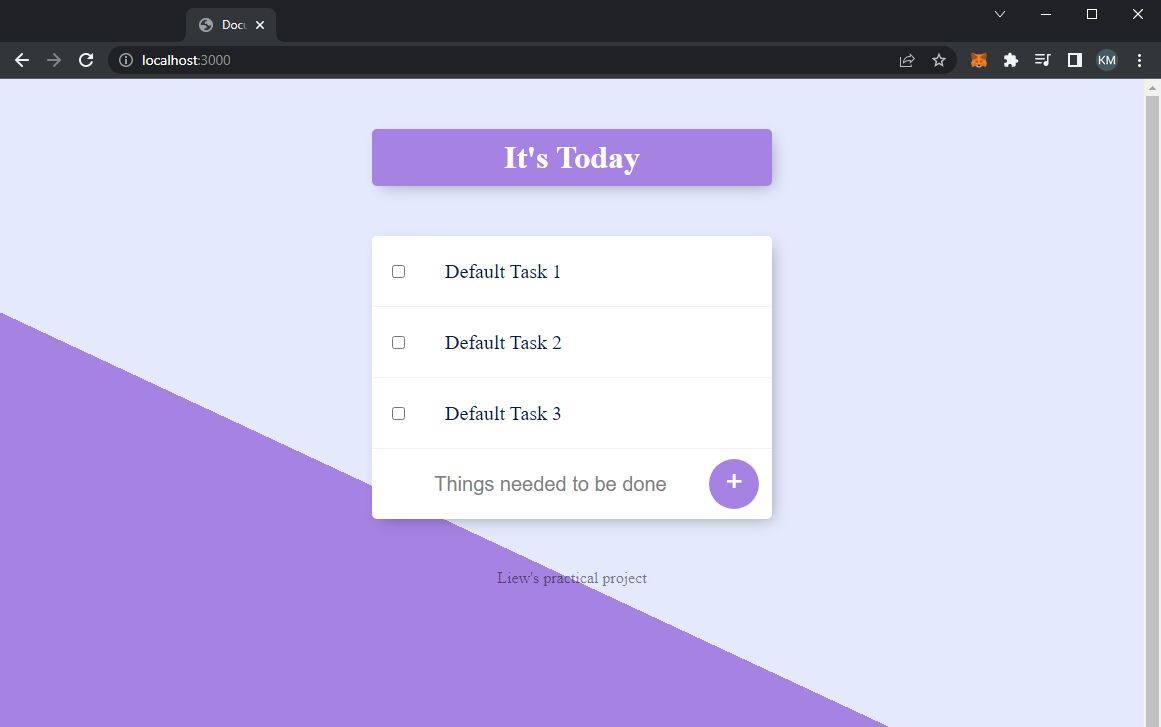 Docu
localhost:3000
KM
It's Today
Default Task 1
Default Task 2
Default Task 3
Things needed to be done
+
Liew's practical project